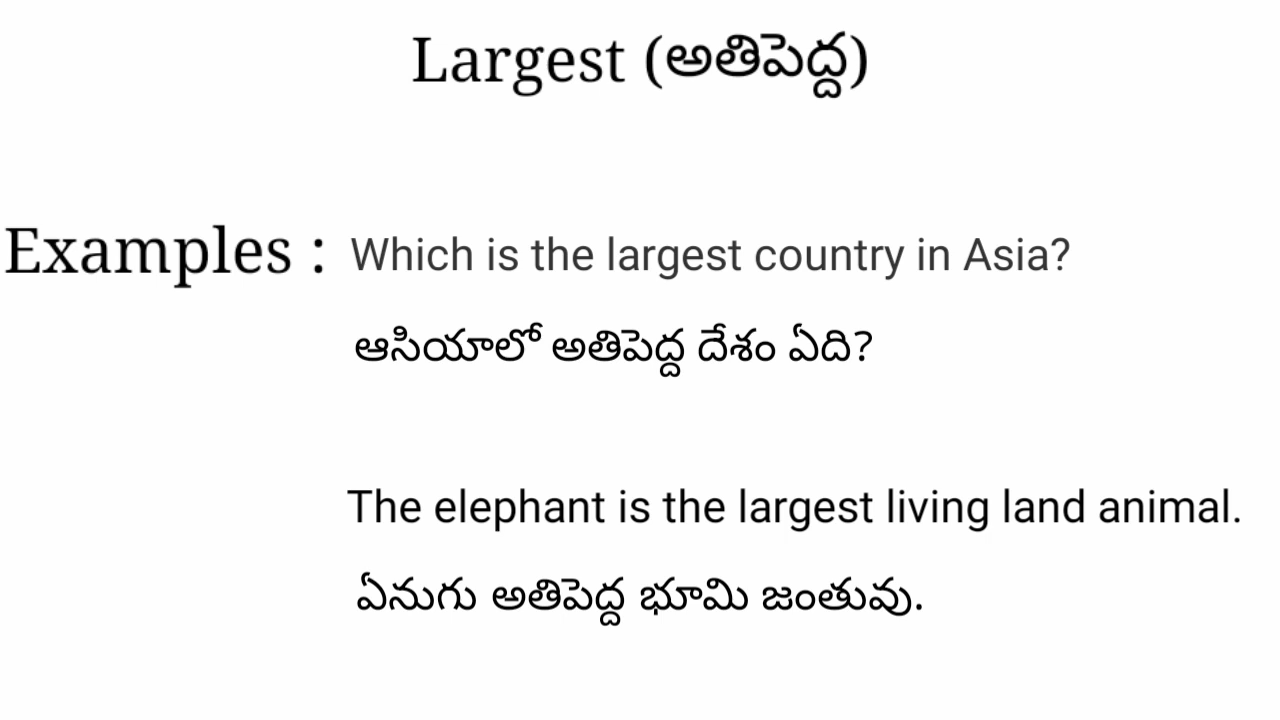 Largest (అతిపెద్ద)
Examples : Which is the largest country in Asia?
ఆసియాలో అతిపెద్ద దేశం ఏది?
The elephant is the largest living land animal.
ఏనుగు అతిపెద్ద భూమి జంతువు.